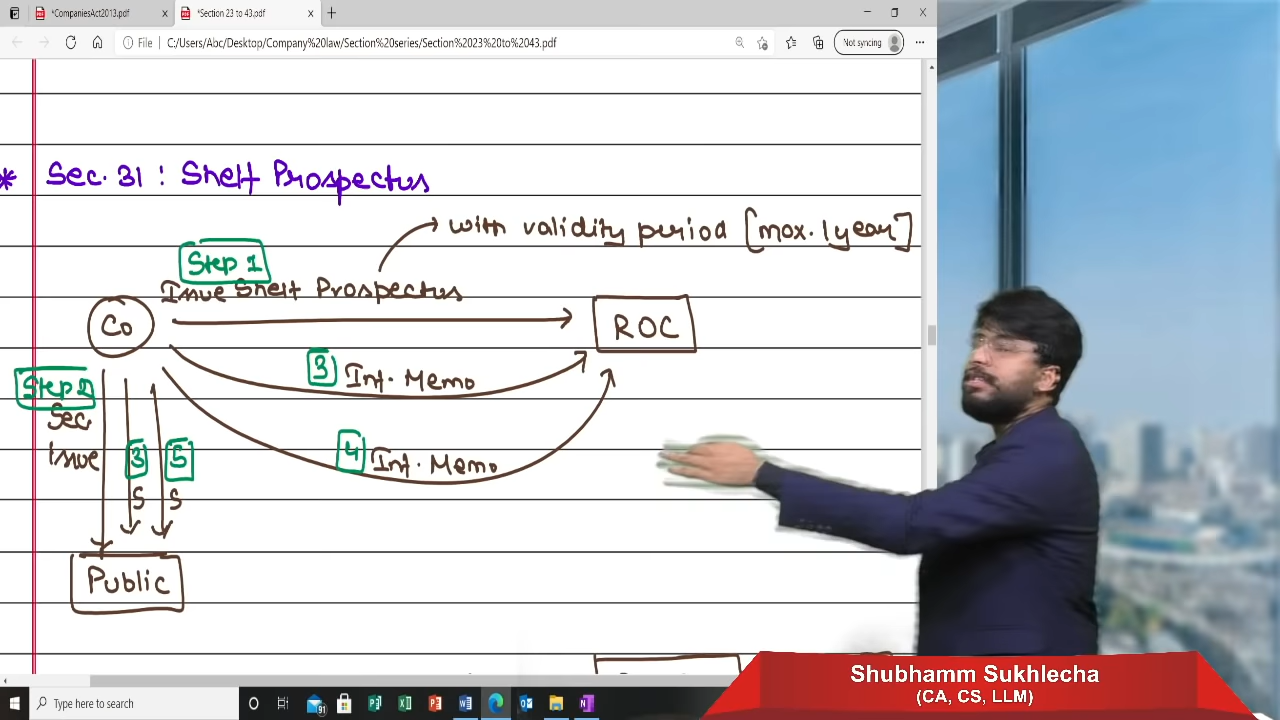 *CompaniesAct2013.pdf
*Section 23 to 43.pdf
File
C:/Users/Abc/Desktop/Company%20law/Section%20series/Section%2023%20to%2043.pdf
Not syncing
* Sec. 31 : Shelf Prospectus
with validity period [max. 1 year]
Step 1
Issue Shelf Prospectus
Co
ROC
3 Inf. Memo
Step 2
Sec
Issue
3
5
4 Inf. Memo
S
S
Public
Shubhamm Sukhlecha
(CA, CS, LLM)
Type here to search
91